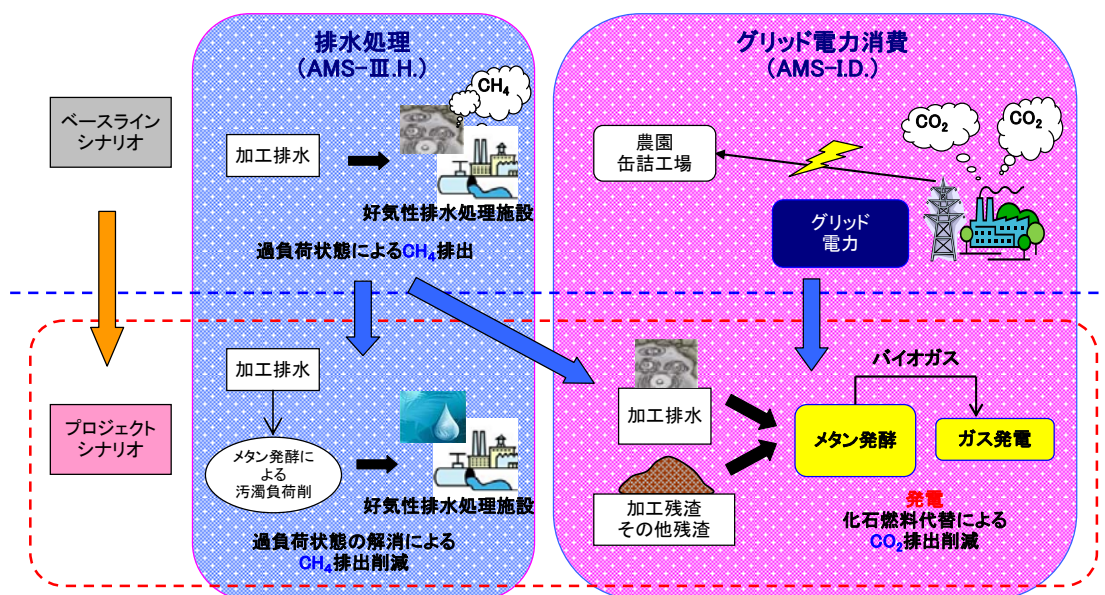 排水処理
(AMS-Ⅲ.H.)
グリッド電力消費
(AMS-I.D.)
ベースライン
シナリオ
加工排水
CH₄
好気性排水処理施設
過負荷状態によるCH₄排出
農園
缶詰工場
CO₂
CO₂
グリッド
電力
プロジェクト
シナリオ
加工排水
メタン発酵に
よる
汚濁負荷削
好気性排水処理施設
過負荷状態の解消による
CH₄排出削減
加工排水
加工残渣
その他残渣
バイオガス
メタン発酵
ガス発電
発電
化石燃料代替による
CO₂排出削減